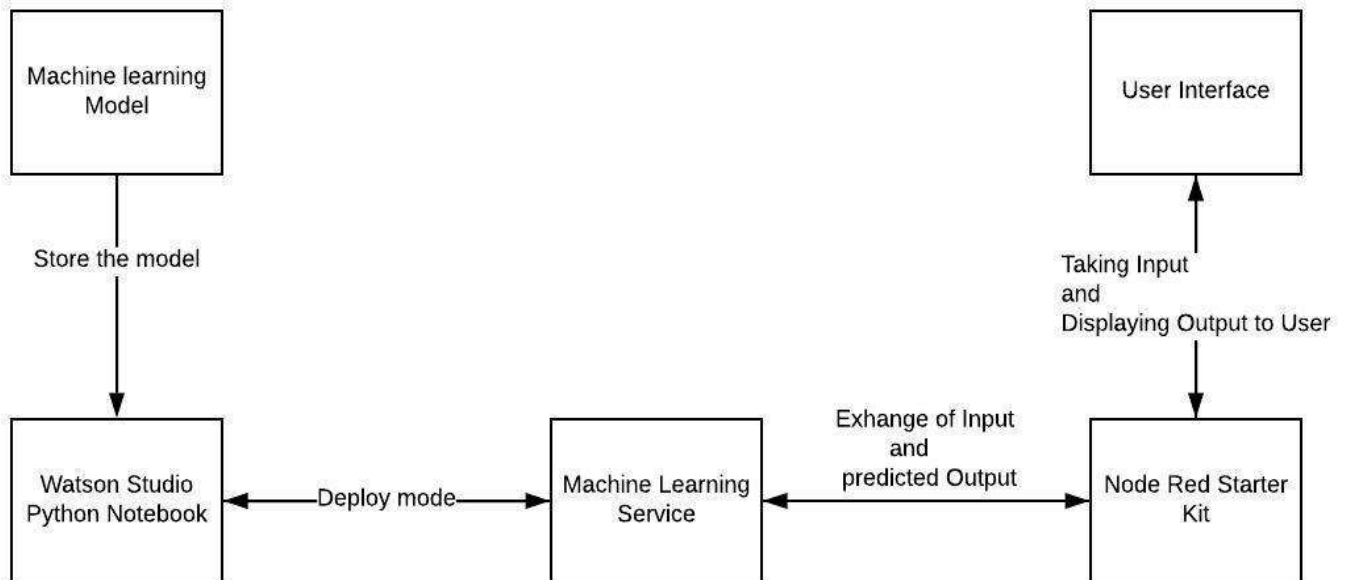 Machine learning
Model
User Interface
Store the model
Taking Input
and
Displaying Output to User
Watson Studio
Python Notebook
Deploy mode
Machine Learning
Service
Exhange of Input
and
predicted Output
Node Red Starter
Kit